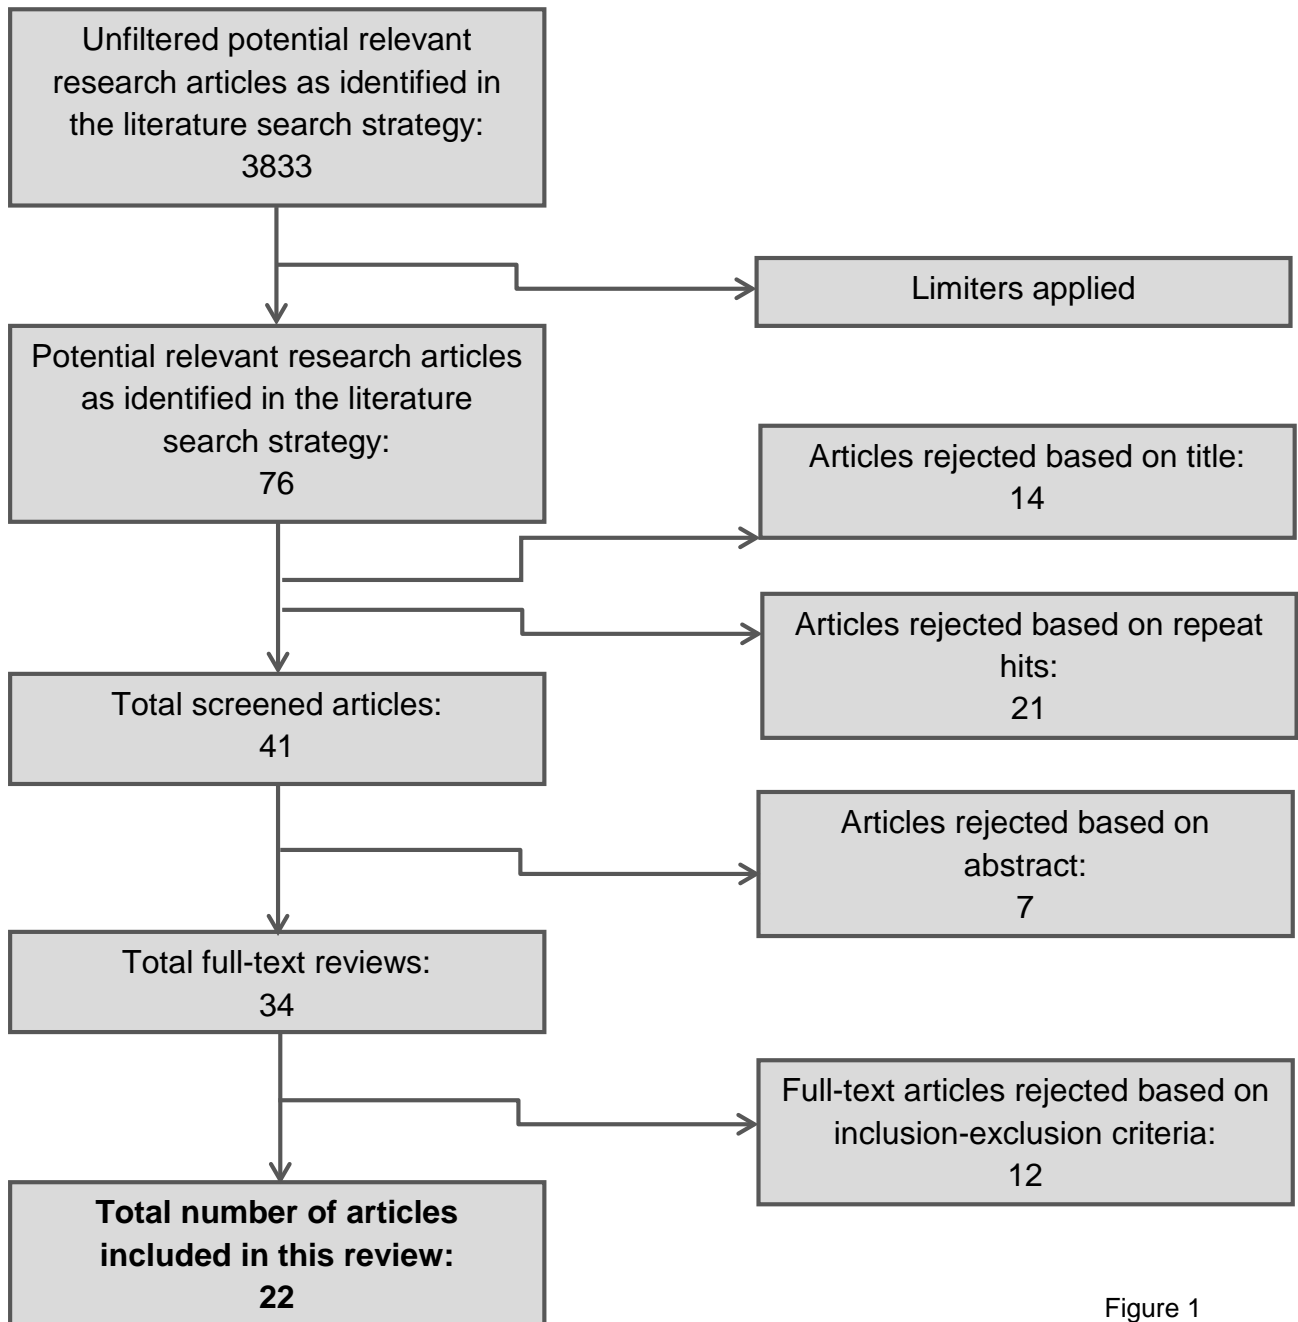 Unfiltered potential relevant
research articles as identified in
the literature search strategy:
3833
Limiters applied
Potential relevant research articles
as identified in the literature
search strategy:
76
Articles rejected based on title:
14
Articles rejected based on repeat
hits:
21
Total screened articles:
41
Articles rejected based on
abstract:
7
Total full-text reviews:
34
Full-text articles rejected based on
inclusion-exclusion criteria:
12
Total number of articles
included in this review:
22
Figure 1